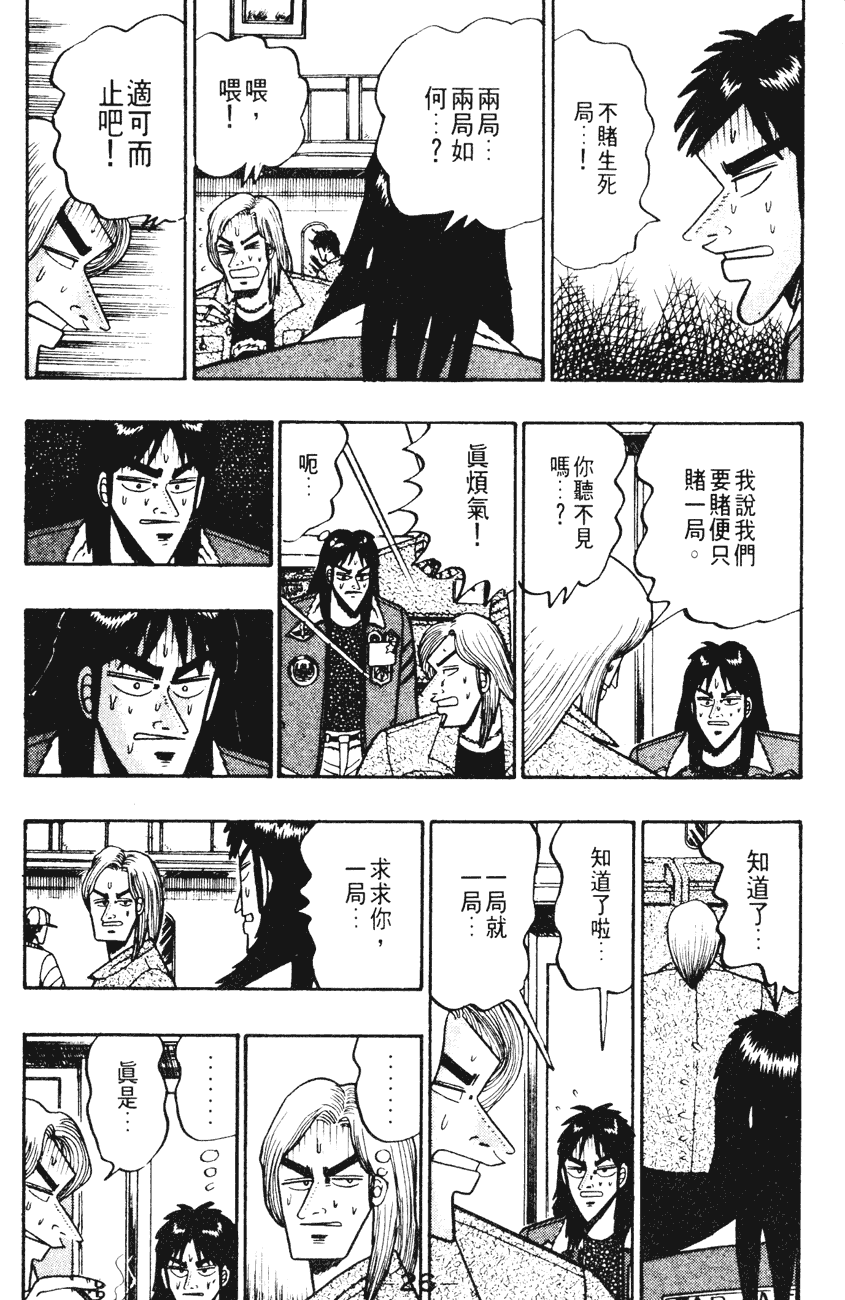 不賭生死
局…！
兩局…
兩局如
何…？
喂，
喂！
適可而
止吧！
我說我們
要賭便只
賭一局。
你聽不見
嗎…？
眞煩氣！
呃…
知道了…
知道了啦…
一局就
一局…
求求你，
一局…
……
……
眞是…
26